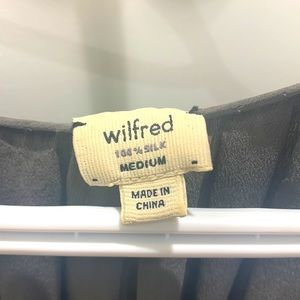 wilfred
100% SILK
MEDIUM
MADE IN
CHINA